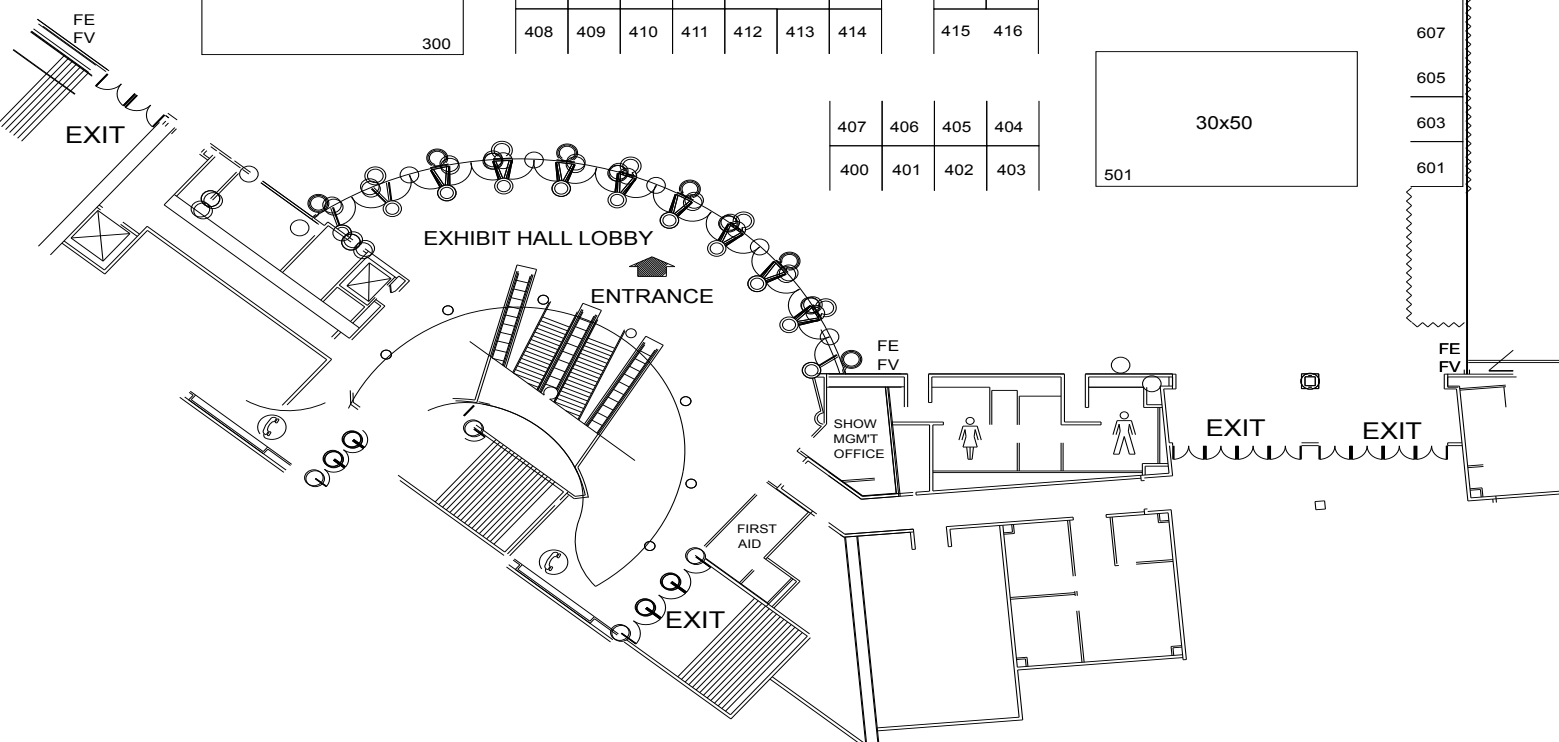 FE
FV
300
408 409 410 411 412 413 414 415 416
607
605
603
601
30x50
501
407 406 405 404
400 401 402 403
EXIT
EXHIBIT HALL LOBBY
ENTRANCE
FE
FV
FE
FV
SHOW
MGM'T
OFFICE
EXIT
EXIT
FIRST
AID
EXIT